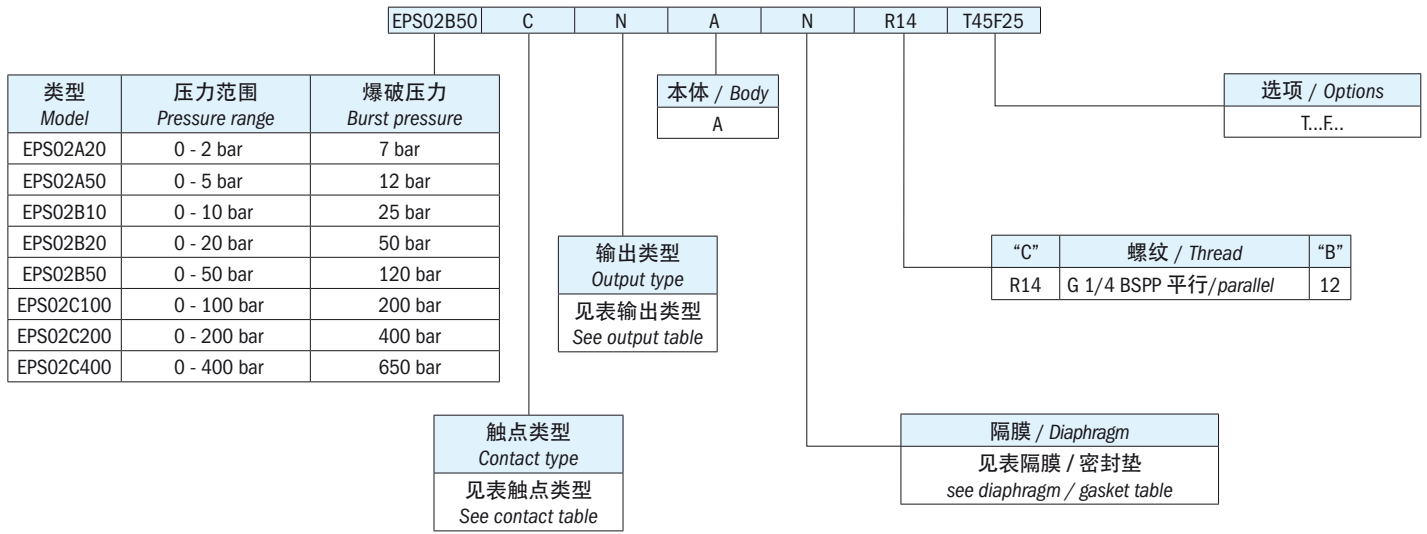 EPS02B50 C N A N R14 T45F25
类型 压力范围 爆破压力
Model Pressure range Burst pressure
EPS02A20 0 - 2 bar 7 bar
EPS02A50 0 - 5 bar 12 bar
EPS02B10 0 - 10 bar 25 bar
EPS02B20 0 - 20 bar 50 bar
EPS02B50 0 - 50 bar 120 bar
EPS02C100 0 - 100 bar 200 bar
EPS02C200 0 - 200 bar 400 bar
EPS02C400 0 - 400 bar 650 bar
本体 / Body
A
选项 / Options
T...F...
输出类型
Output type
见表输出类型
See output table
“C” 螺纹 / Thread “B”
R14 G 1/4 BSPP 平行/parallel 12
触点类型
Contact type
见表触点类型
See contact table
隔膜 / Diaphragm
见表隔膜 / 密封垫
see diaphragm / gasket table